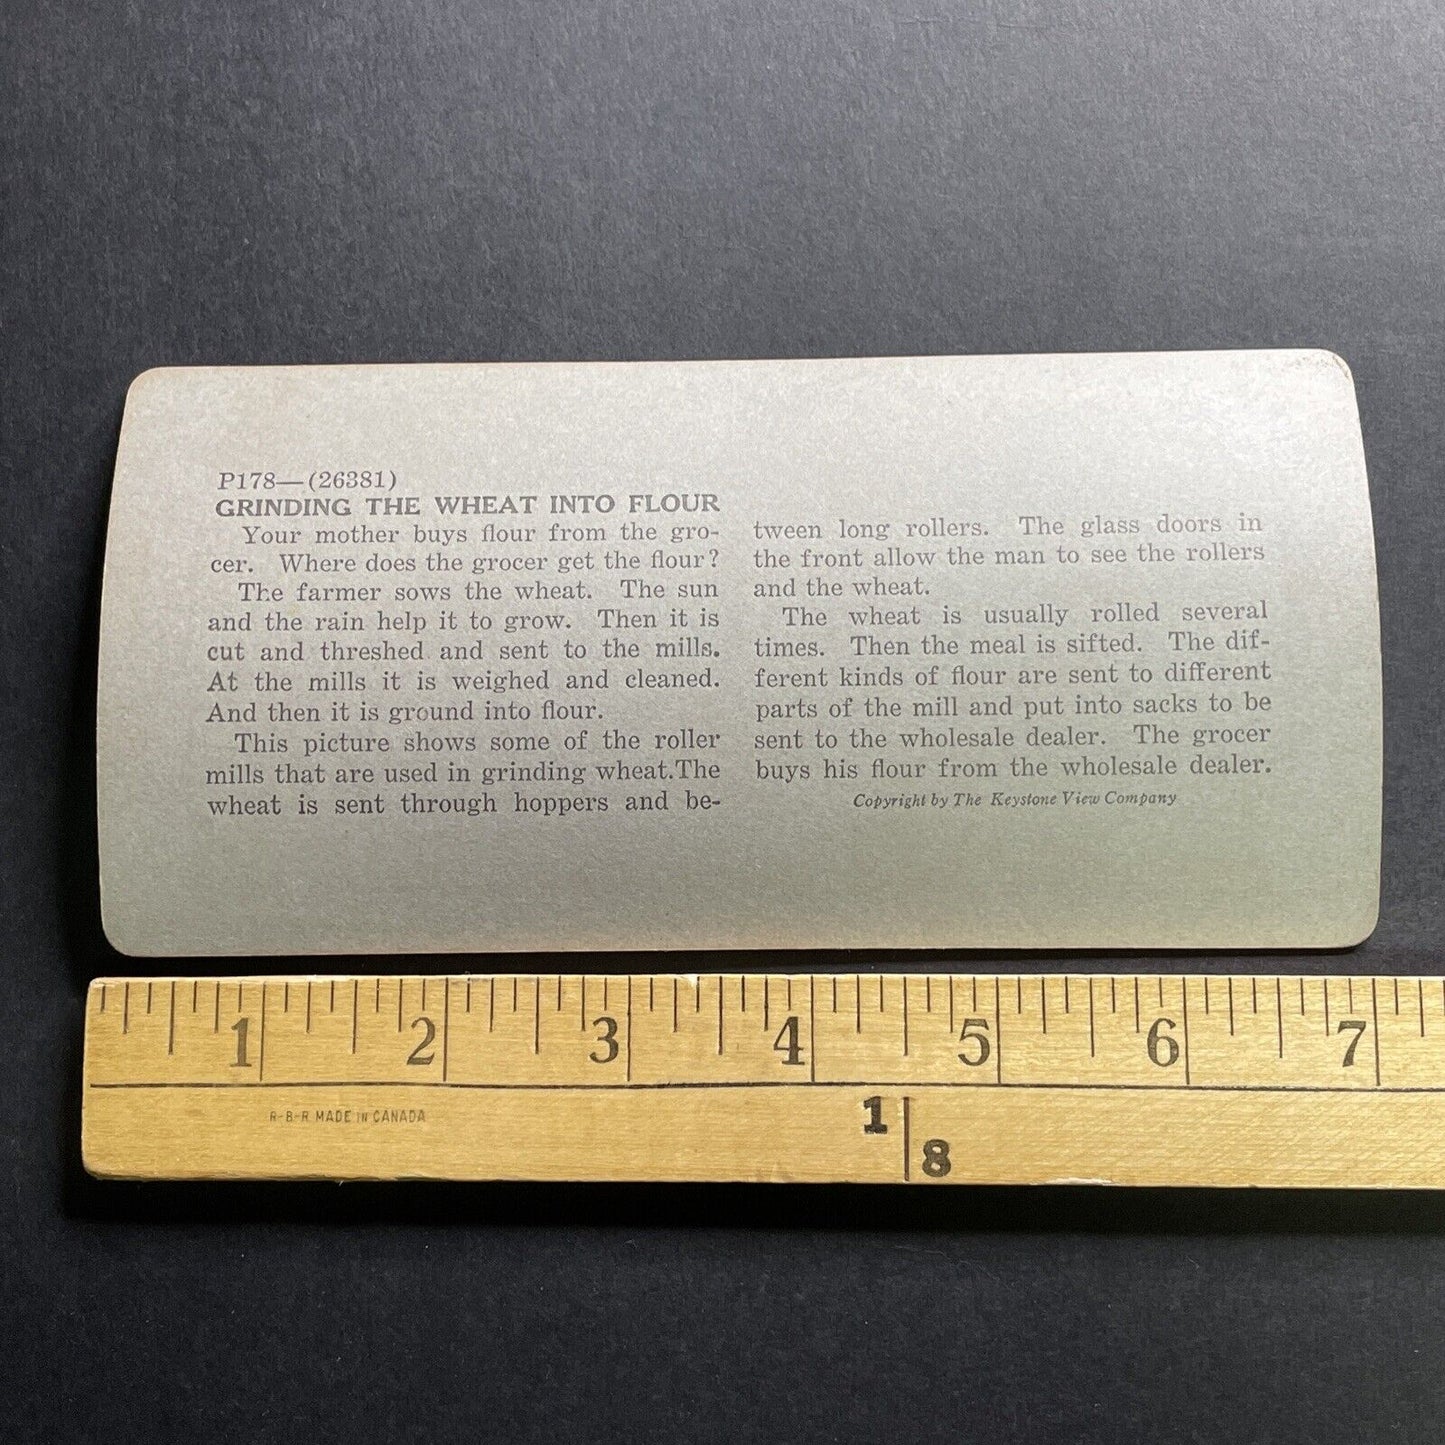 P178—(26381)
GRINDING THE WHEAT INTO FLOUR
Your mother buys flour from the gro-
cer. Where does the grocer get the flour?
The farmer sows the wheat. The sun
and the rain help it to grow. Then it is
cut and threshed and sent to the mills.
At the mills it is weighed and cleaned.
And then it is ground into flour.
This picture shows some of the roller
mills that are used in grinding wheat.The
wheat is sent through hoppers and be-
tween long rollers. The glass doors in
the front allow the man to see the rollers
and the wheat.
The wheat is usually rolled several
times. Then the meal is sifted. The dif-
ferent kinds of flour are sent to different
parts of the mill and put into sacks to be
sent to the wholesale dealer. The grocer
buys his flour from the wholesale dealer.
Copyright by The Keystone View Company
1 2 3 4 5 6 7
R-B-R MADE IN CANADA
1
8